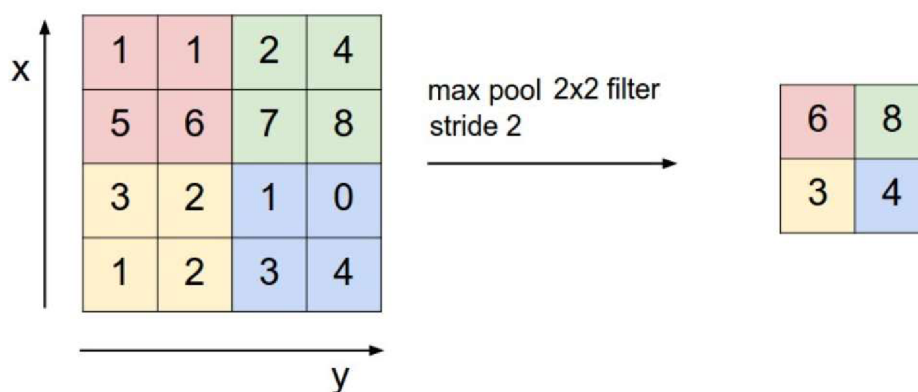 x
1 1 2 4
5 6 7 8
3 2 1 0
1 2 3 4
y
max pool 2x2 filter
stride 2
6 8
3 4